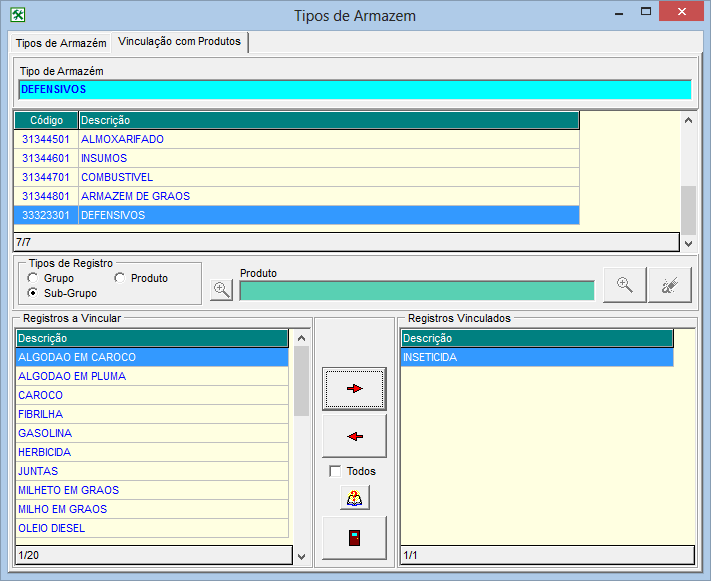 Tipos de Armazem
Tipos de Armazém
Vinculação com Produtos
Tipo de Armazém
DEFENSIVOS
Código Descrição
31344501 ALMOXARIFADO
31344601 INSUMOS
31344701 COMBUSTIVEL
31344801 ARMAZEM DE GRAOS
33323301 DEFENSIVOS
7/7
Tipos de Registro
Grupo Produto
Sub-Grupo
Produto
Registros a Vincular
Descrição
ALGODAO EM CAROCO
ALGODAO EM PLUMA
CAROCO
FIBRILHA
GASOLINA
HERBICIDA
JUNTAS
MILHETO EM GRAOS
MILHO EM GRAOS
OLEIO DIESEL
1/20
Todos
Registros Vinculados
Descrição
INSETICIDA
1/1